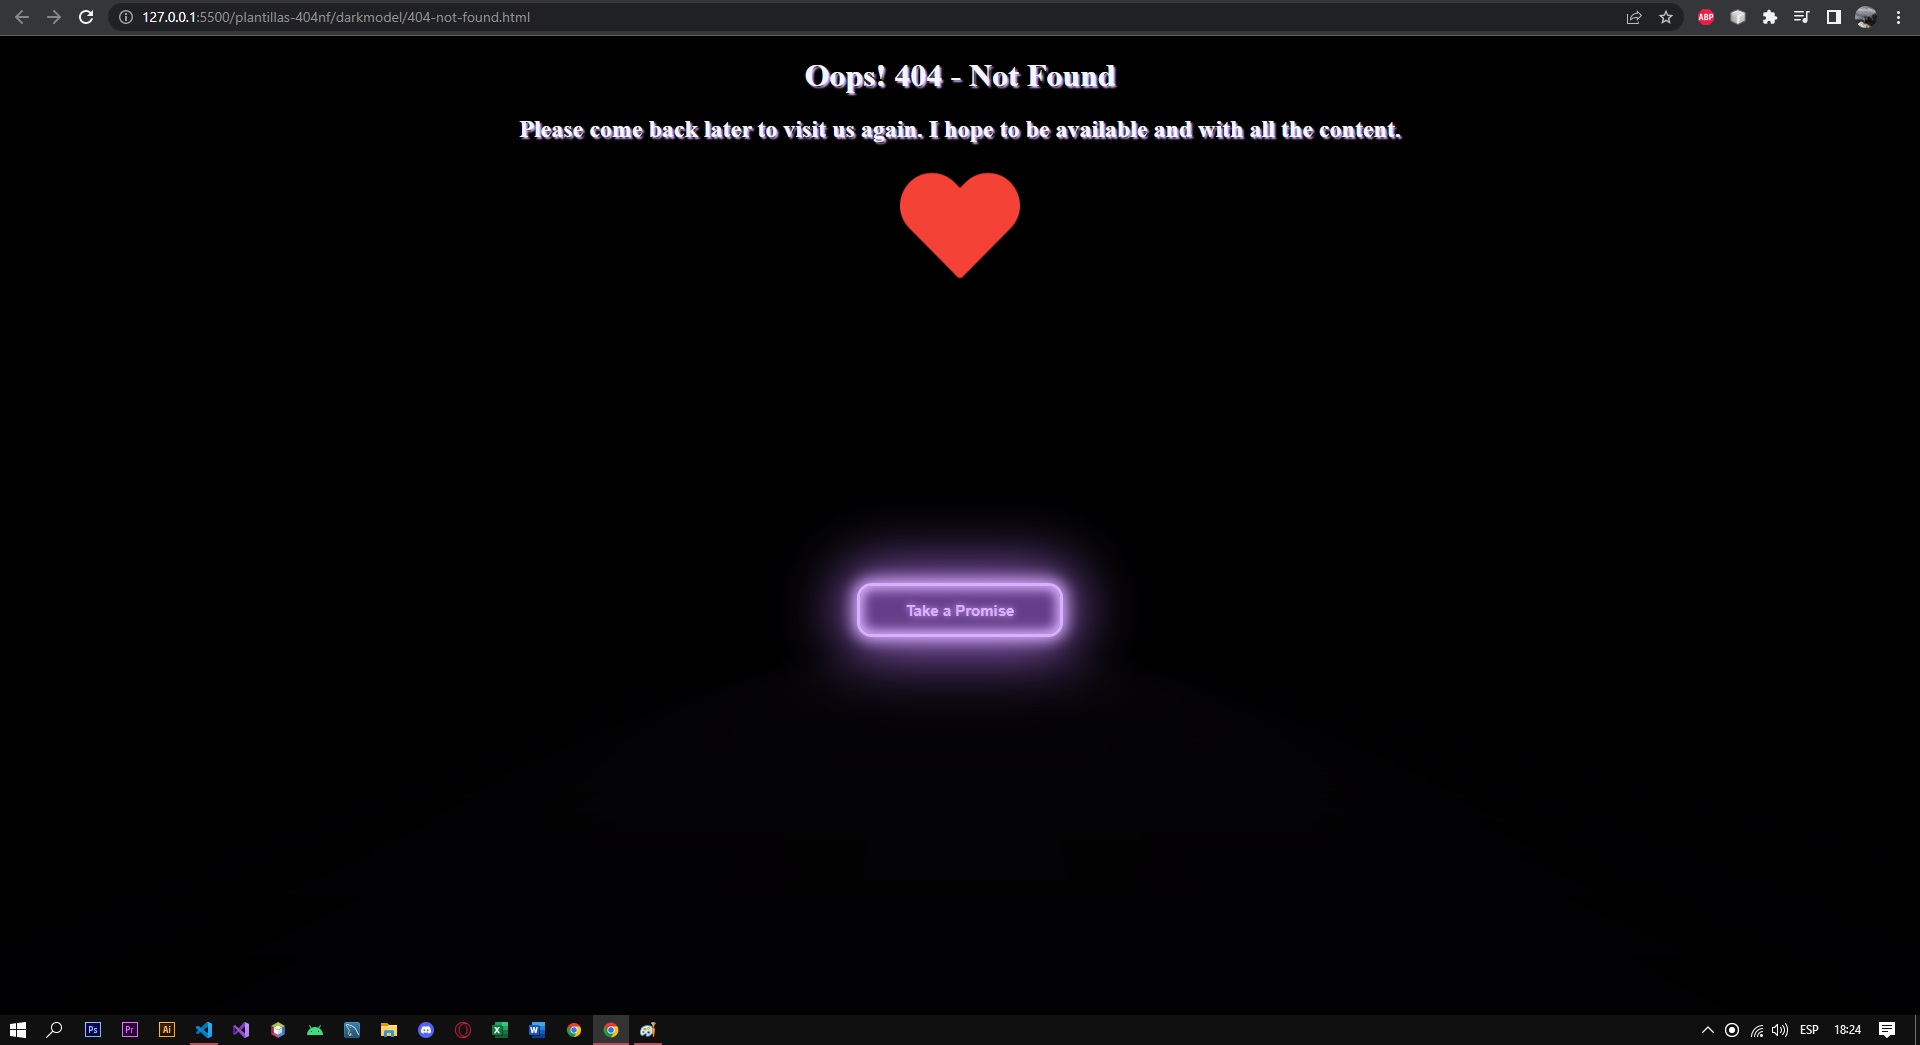 127.0.0.1:5500/plantillas-404nf/darkmodel/404-not-found.html
ABP
Oops! 404 - Not Found
Please come back later to visit us again. I hope to be available and with all the content.
Take a Promise
Ps Pr Ai X W ESP 18:24